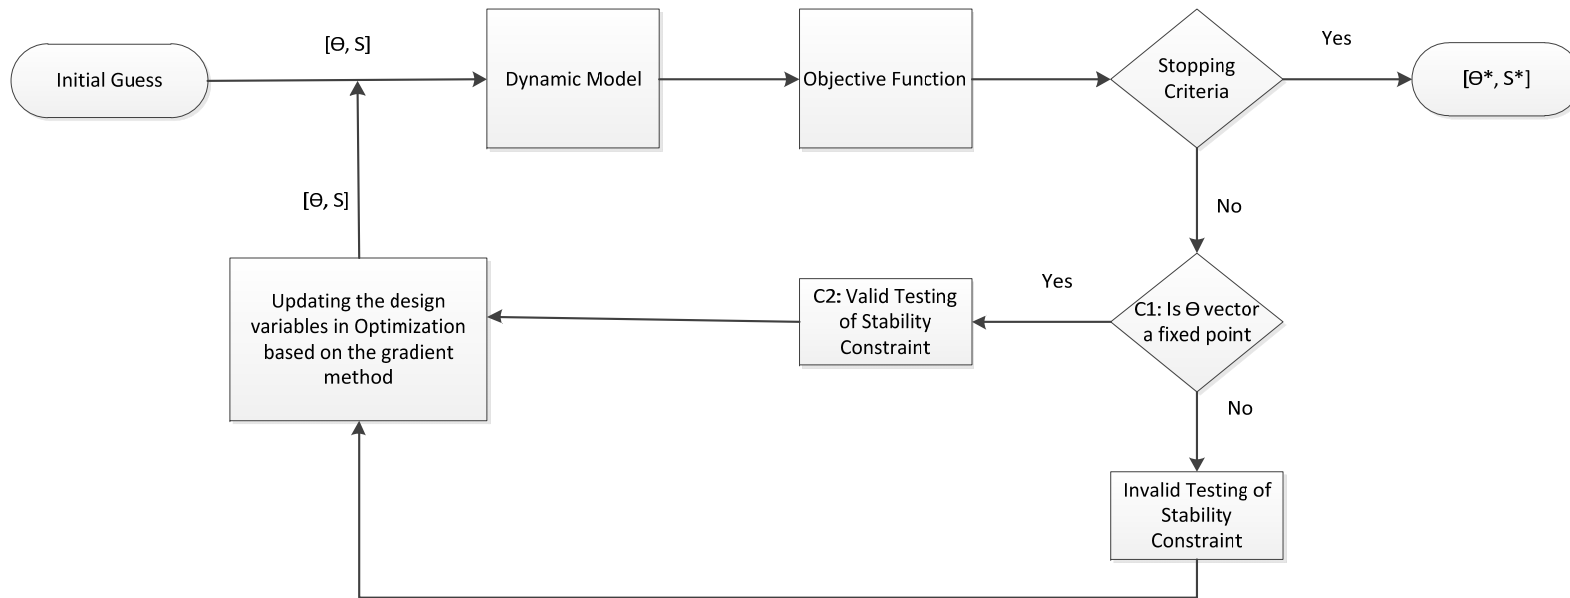 [ϴ, S]
Yes
Initial Guess
Dynamic Model
Objective Function
Stopping
Criteria
[ϴ*, S*]
[ϴ, S]
No
Yes
Updating the design
variables in Optimization
based on the gradient
method
C2: Valid Testing
of Stability
Constraint
C1: Is ϴ vector
a fixed point
No
Invalid Testing of
Stability
Constraint